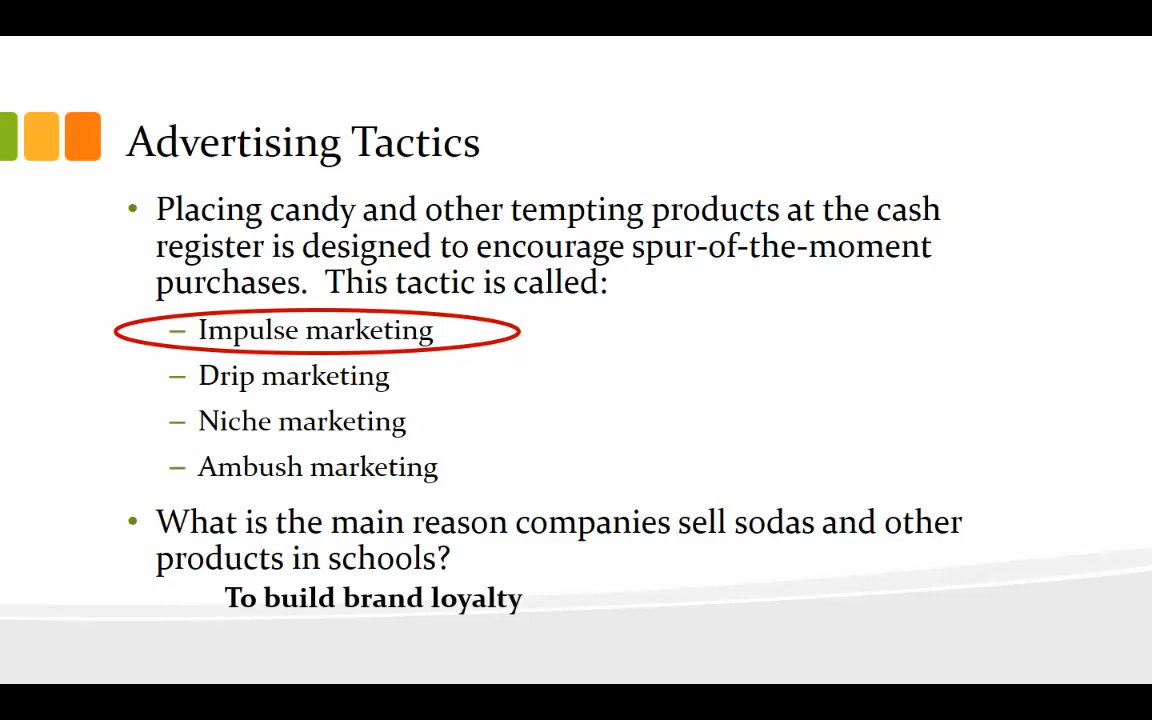 Advertising Tactics
• Placing candy and other tempting products at the cash
register is designed to encourage spur-of-the-moment
purchases.  This tactic is called:
– Impulse marketing
– Drip marketing
– Niche marketing
– Ambush marketing
• What is the main reason companies sell sodas and other
products in schools?
To build brand loyalty